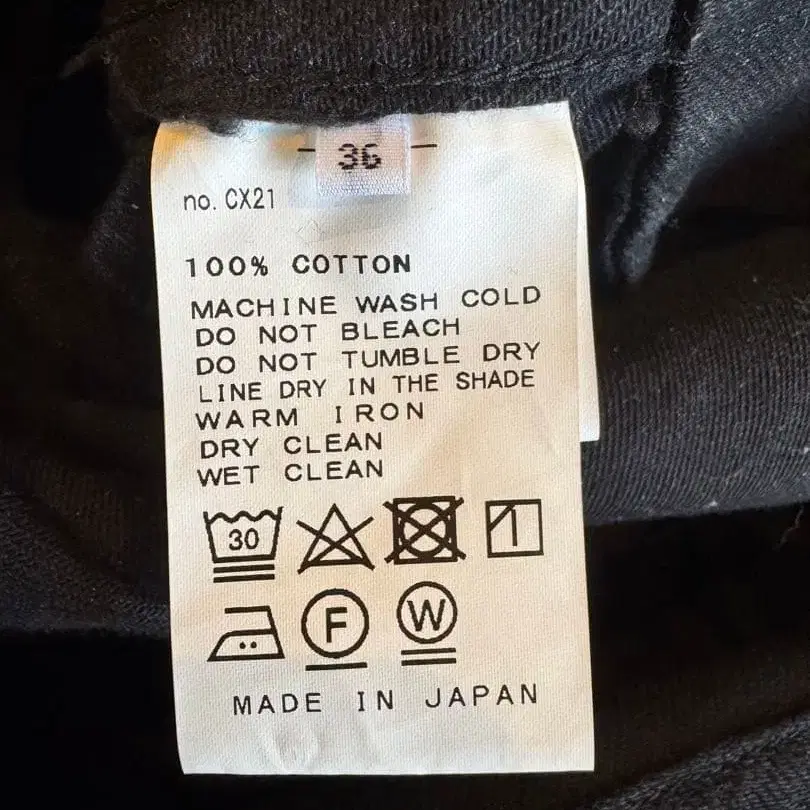 36
no. CX21
100% COTTON
MACHINE WASH COLD
DO NOT BLEACH
DO NOT TUMBLE DRY
LINE DRY IN THE SHADE
WARM IRON
DRY CLEAN
WET CLEAN
30
F W
MADE IN JAPAN